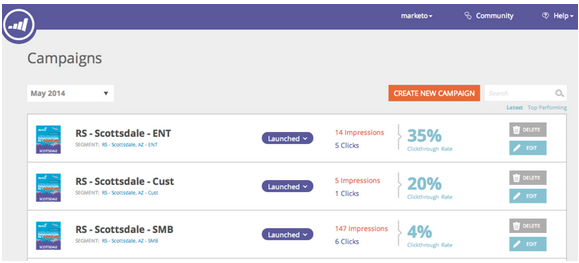 marketo
Community
Help
Campaigns
May 2014
CREATE NEW CAMPAIGN
Search
Latest Top Performing
RS - Scottsdale - ENT
SEGMENT: RS - Scottsdale, AZ - ENT
Launched
14 Impressions
5 Clicks
35%
Clickthrough Rate
DELETE
EDIT
RS - Scottsdale - Cust
SEGMENT: RS - Scottsdale, AZ - Cust
Launched
5 Impressions
1 Clicks
20%
Clickthrough Rate
DELETE
EDIT
RS - Scottsdale - SMB
SEGMENT: RS - Scottsdale, AZ - SMB
Launched
147 Impressions
6 Clicks
4%
Clickthrough Rate
DELETE
EDIT